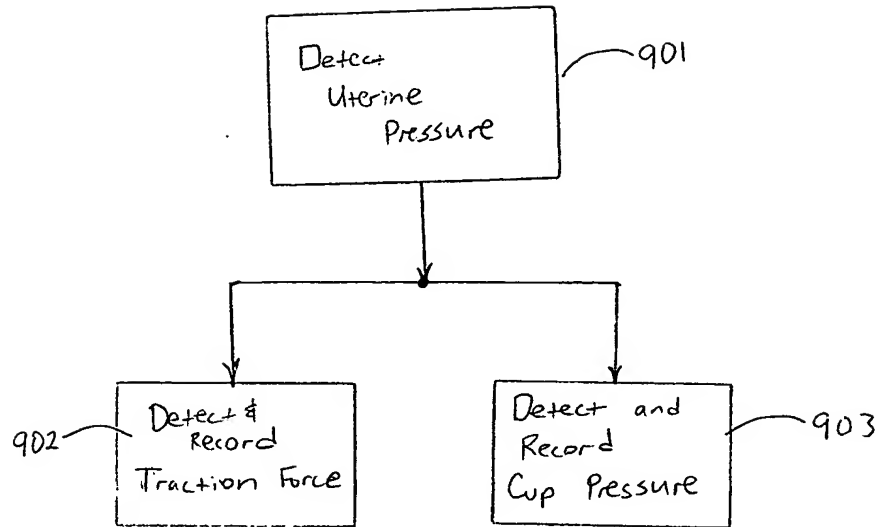 Detect
Uterine
Pressure
901
Detect &
Record
Traction Force
902
Detect and
Record
Cup Pressure
903